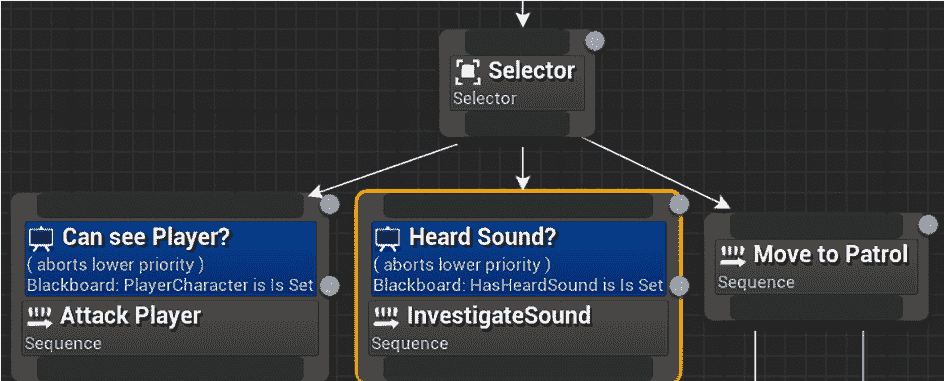 Selector
Selector
Can see Player?
( aborts lower priority )
Blackboard: PlayerCharacter is Is Set
Attack Player
Sequence
Heard Sound?
( aborts lower priority )
Blackboard: HasHeardSound is Is Set
InvestigateSound
Sequence
Move to Patrol
Sequence